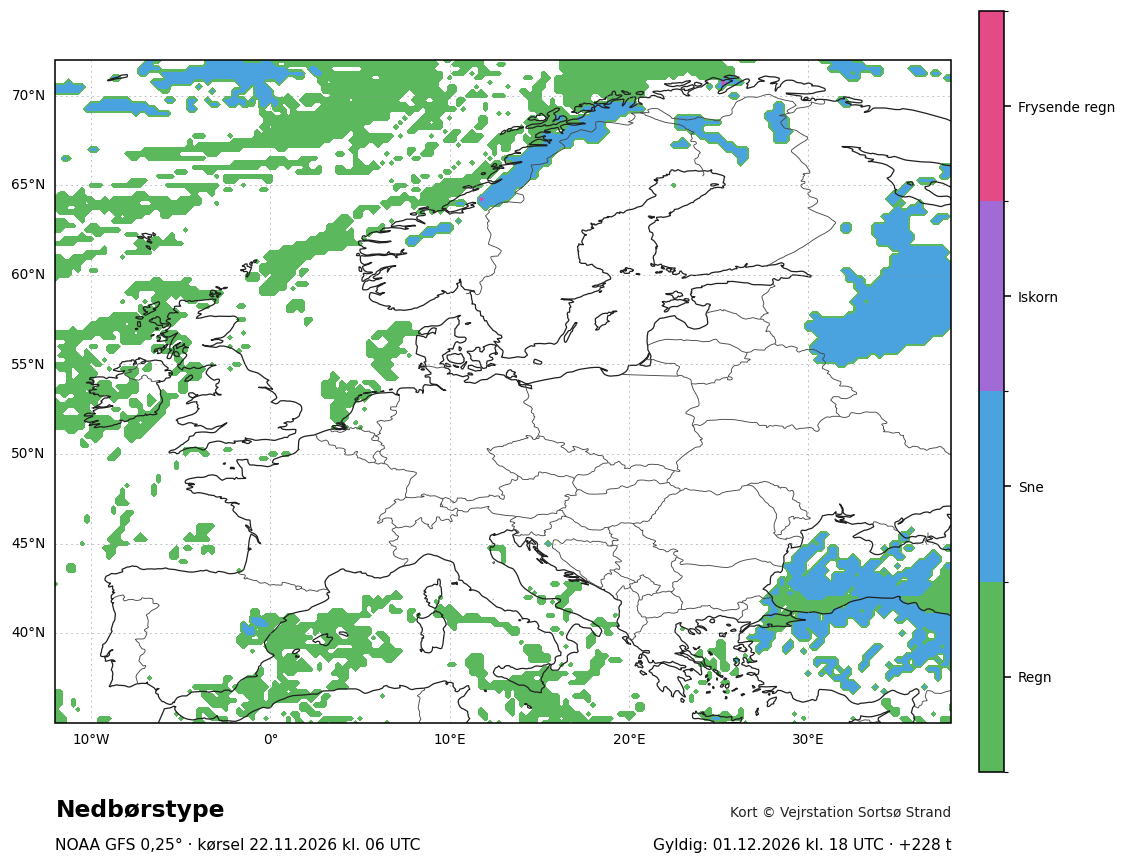 70°N
65°N
60°N
55°N
50°N
45°N
40°N
10°W
0°
10°E
20°E
30°E
Frysende regn
Iskorn
Sne
Regn
Nedbørstype
Kort © Vejrstation Sortsø Strand
NOAA GFS 0,25° · kørsel 22.11.2026 kl. 06 UTC
Gyldig: 01.12.2026 kl. 18 UTC · +228 t